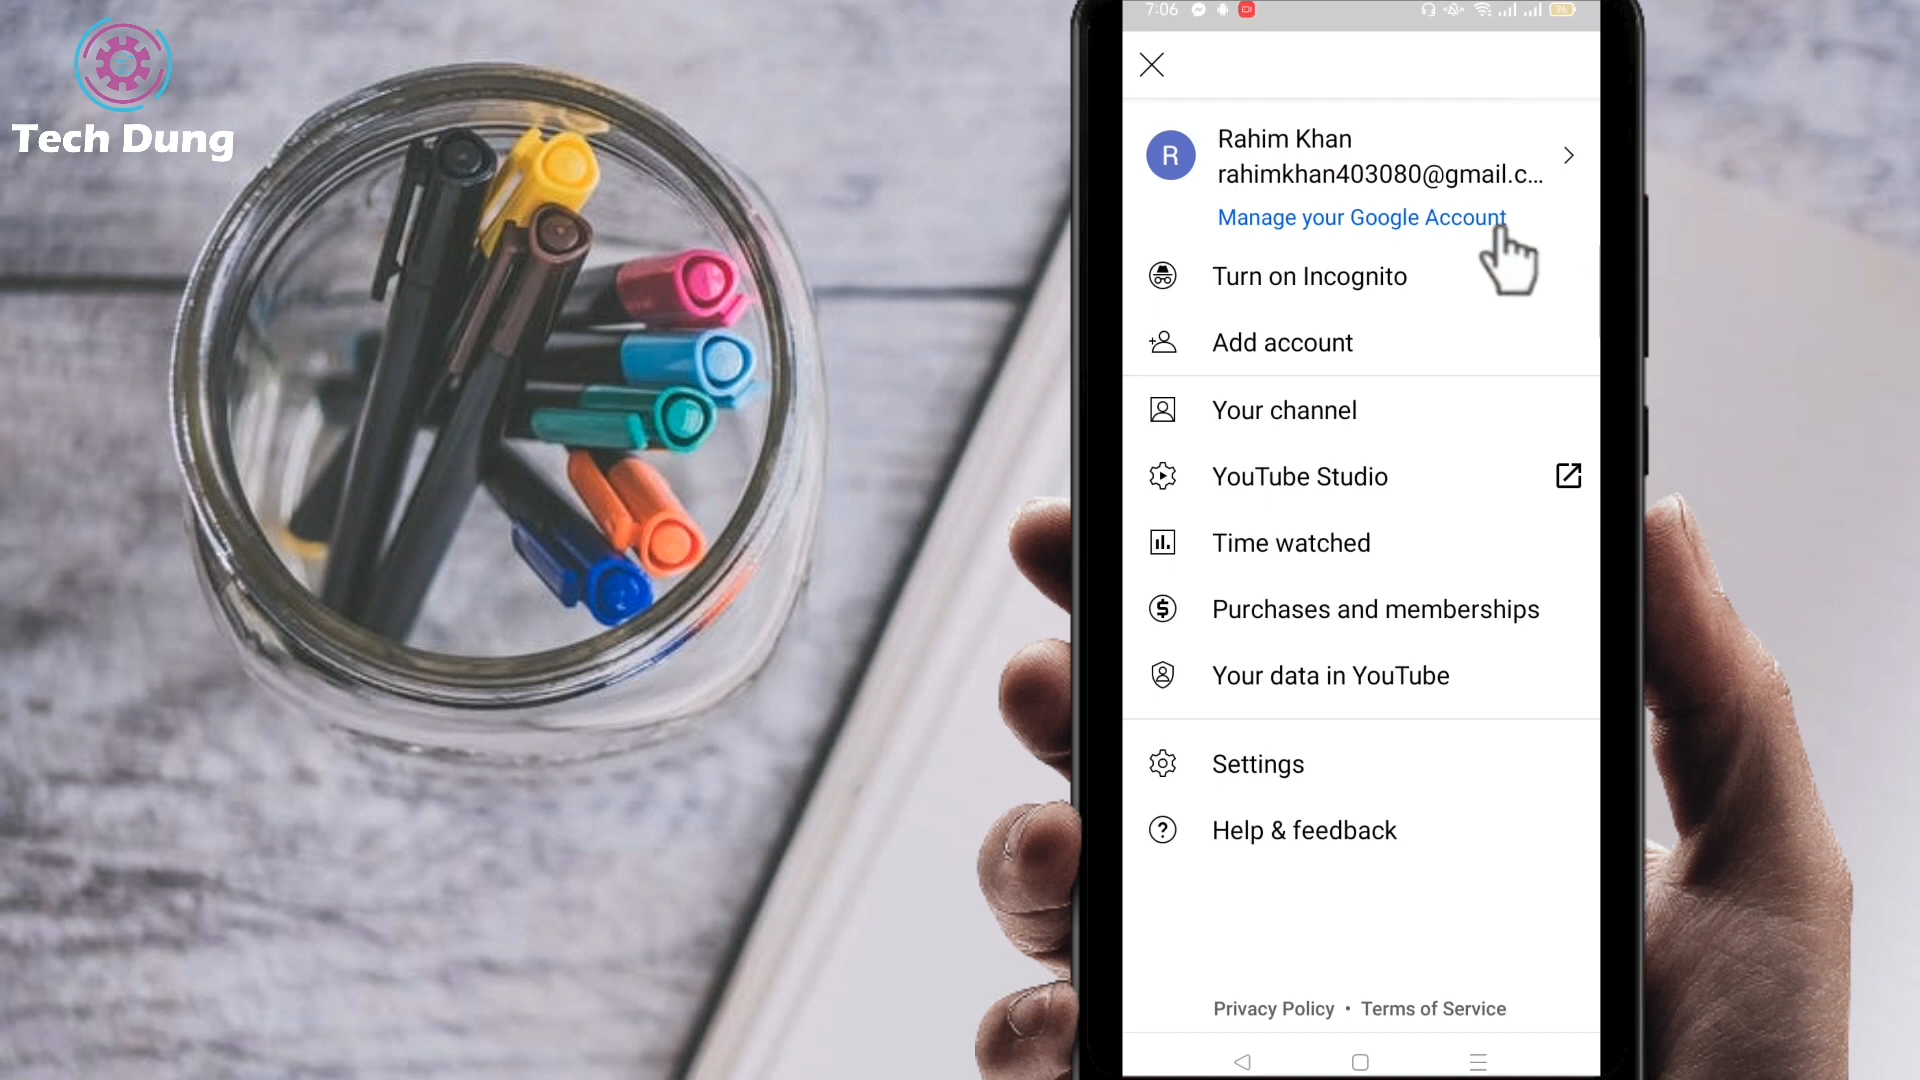 Tech Dung
7:06
96
Rahim Khan
R
rahimkhan403080@gmail.c...
Manage your Google Account
Turn on Incognito
Add account
Your channel
YouTube Studio
Time watched
Purchases and memberships
Your data in YouTube
Settings
Help & feedback
Privacy Policy • Terms of Service